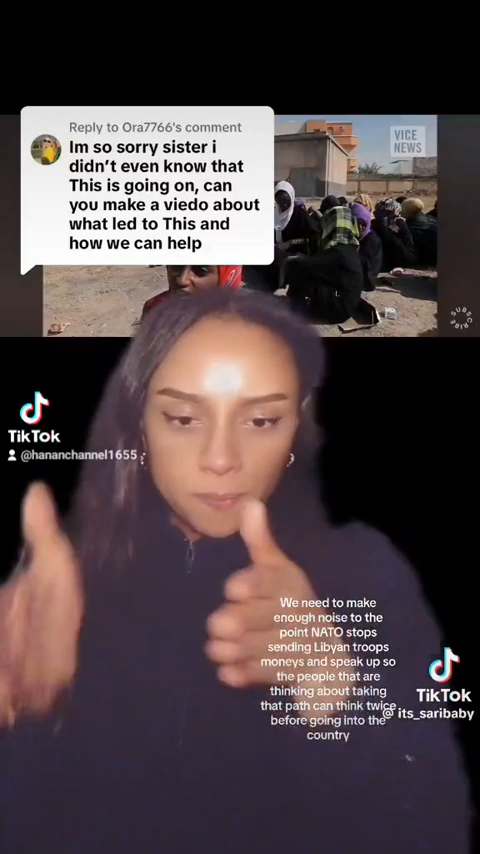 Reply to Ora7766's comment
Im so sorry sister i
didn't even know that
This is going on, can
you make a viedo about
what led to This and
how we can help
VICE
NEWS
SUBSCRIBE
TikTok
@hananchannel1655
We need to make
enough noise to the
point NATO stops
sending Libyan troops
moneys and speak up so
the people that are
thinking about taking
that path can think twice
before going into the
country
TikTok
@its_saribaby